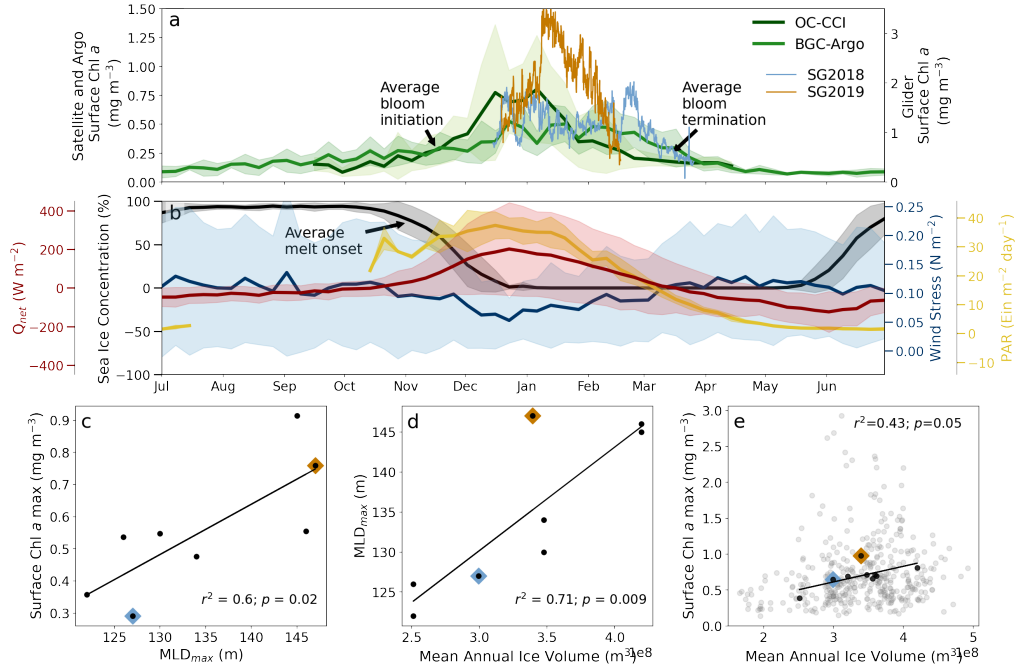 a
Satellite and Argo
Surface Chl a
(mg m⁻³)
1.50
1.25
1.00
0.75
0.50
0.25
0.00
OC-CCI
BGC-Argo
SG2018
SG2019
Average
bloom
initiation
Average
bloom
termination
3
2
1
0
Glider
Surface Chl a
(mg m⁻³)
b
Q_net (W m⁻²)
400
200
0
−200
−400
Sea Ice Concentration (%)
100
50
0
−50
−100
Average
melt onset
0.25
0.20
0.15
0.10
0.05
0.00
Wind Stress (N m⁻²)
40
30
20
10
0
−10
PAR (Ein m⁻² day⁻¹)
Jul Aug Sep Oct Nov Dec Jan Feb Mar Apr May Jun
c
Surface Chl a max (mg m⁻³)
0.9
0.8
0.7
0.6
0.5
0.4
0.3
r² = 0.6; p = 0.02
125 130 135 140 145
MLD_max (m)
d
MLD_max (m)
145
140
135
130
125
r² = 0.71; p = 0.009
2.5 3.0 3.5 4.0
Mean Annual Ice Volume (m³)
1e8
e
Surface Chl a max (mg m⁻³)
3.0
2.5
2.0
1.5
1.0
0.5
0.0
r²=0.43; p=0.05
2 3 4 5
Mean Annual Ice Volume (m³)
1e8